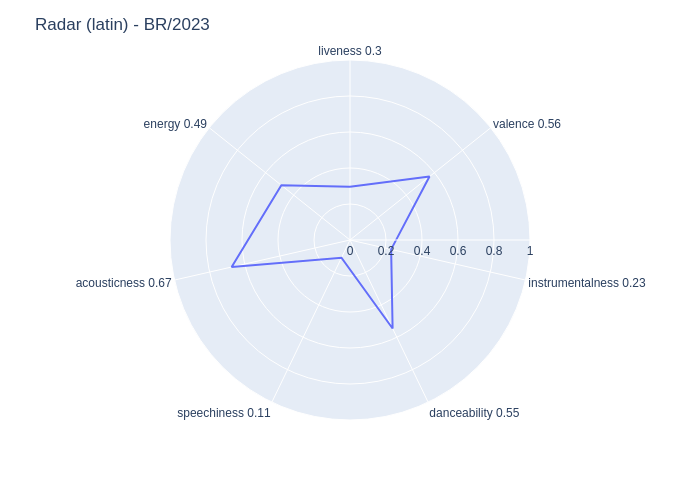 Radar (latin) - BR/2023
liveness 0.3
energy 0.49
valence 0.56
0 0.2 0.4 0.6 0.8 1
acousticness 0.67
instrumentalness 0.23
speechiness 0.11
danceability 0.55